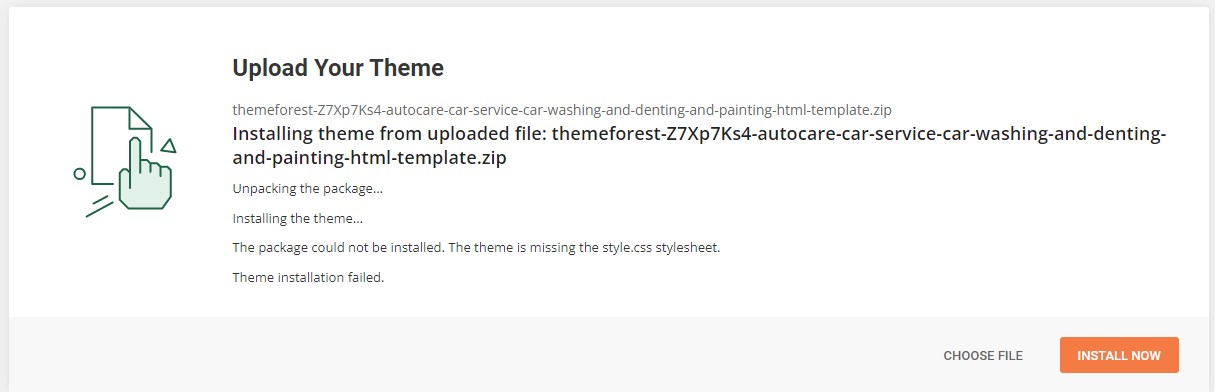 Upload Your Theme
themeforest-Z7Xp7Ks4-autocare-car-service-car-washing-and-denting-and-painting-html-template.zip
Installing theme from uploaded file: themeforest-Z7Xp7Ks4-autocare-car-service-car-washing-and-denting-
and-painting-html-template.zip
Unpacking the package...
Installing the theme...
The package could not be installed. The theme is missing the style.css stylesheet.
Theme installation failed.
CHOOSE FILE
INSTALL NOW